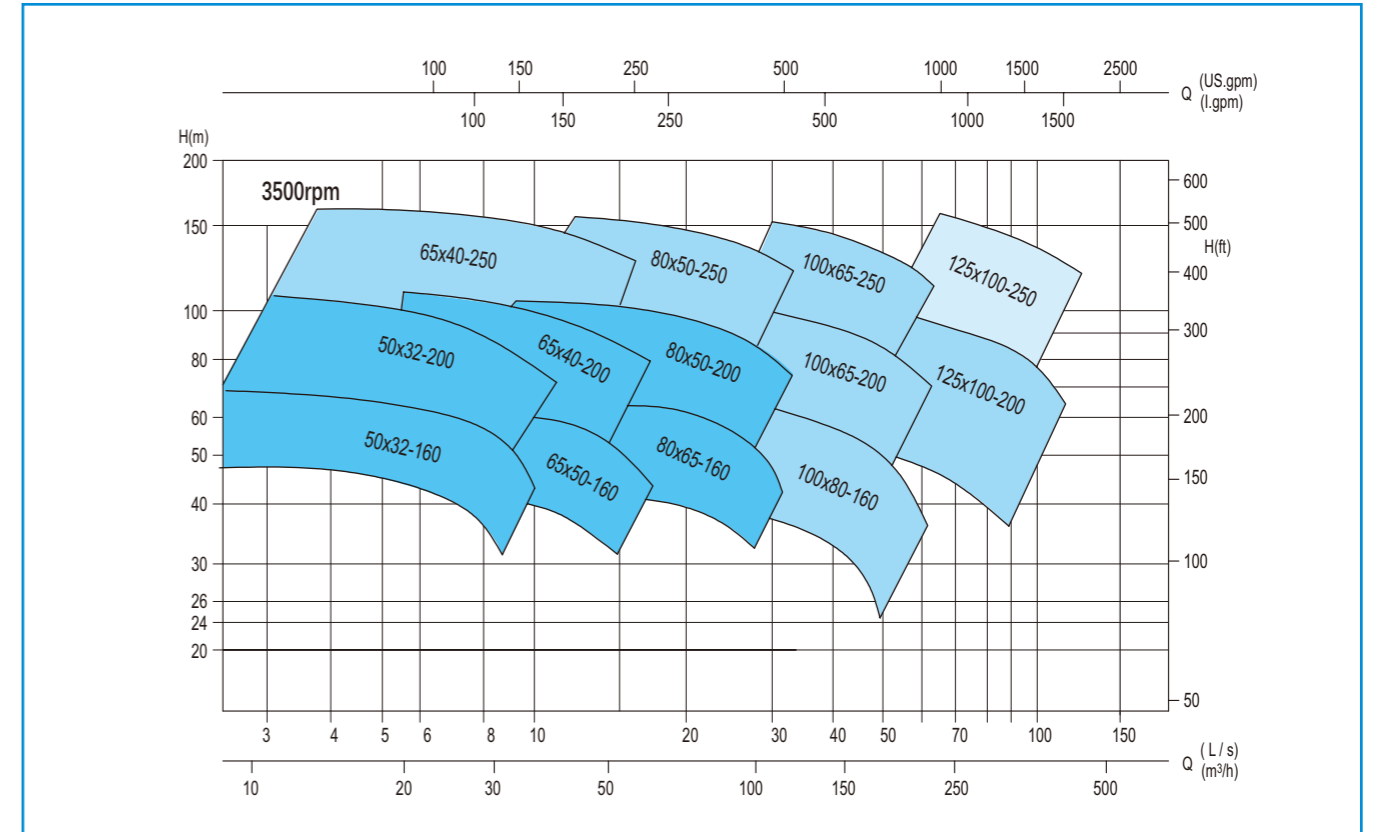 100 150 250 500 1000 1500 2500
Q (US.gpm)
(I.gpm)
100 150 250 500 1000 1500
H(m)
200
3500rpm
600
150
500
H(ft)
65x40-250
80x50-250
100x65-250
125x100-250
400
100
300
50x32-200
65x40-200
80x50-200
100x65-200
125x100-200
80
60
200
50x32-160
65x50-160
80x65-160
100x80-160
50
150
40
30
100
26
24
20
50
3 4 5 6 8 10 20 30 40 50 70 100 150
Q ( L / s)
(m³/h)
10 20 30 50 100 150 250 500